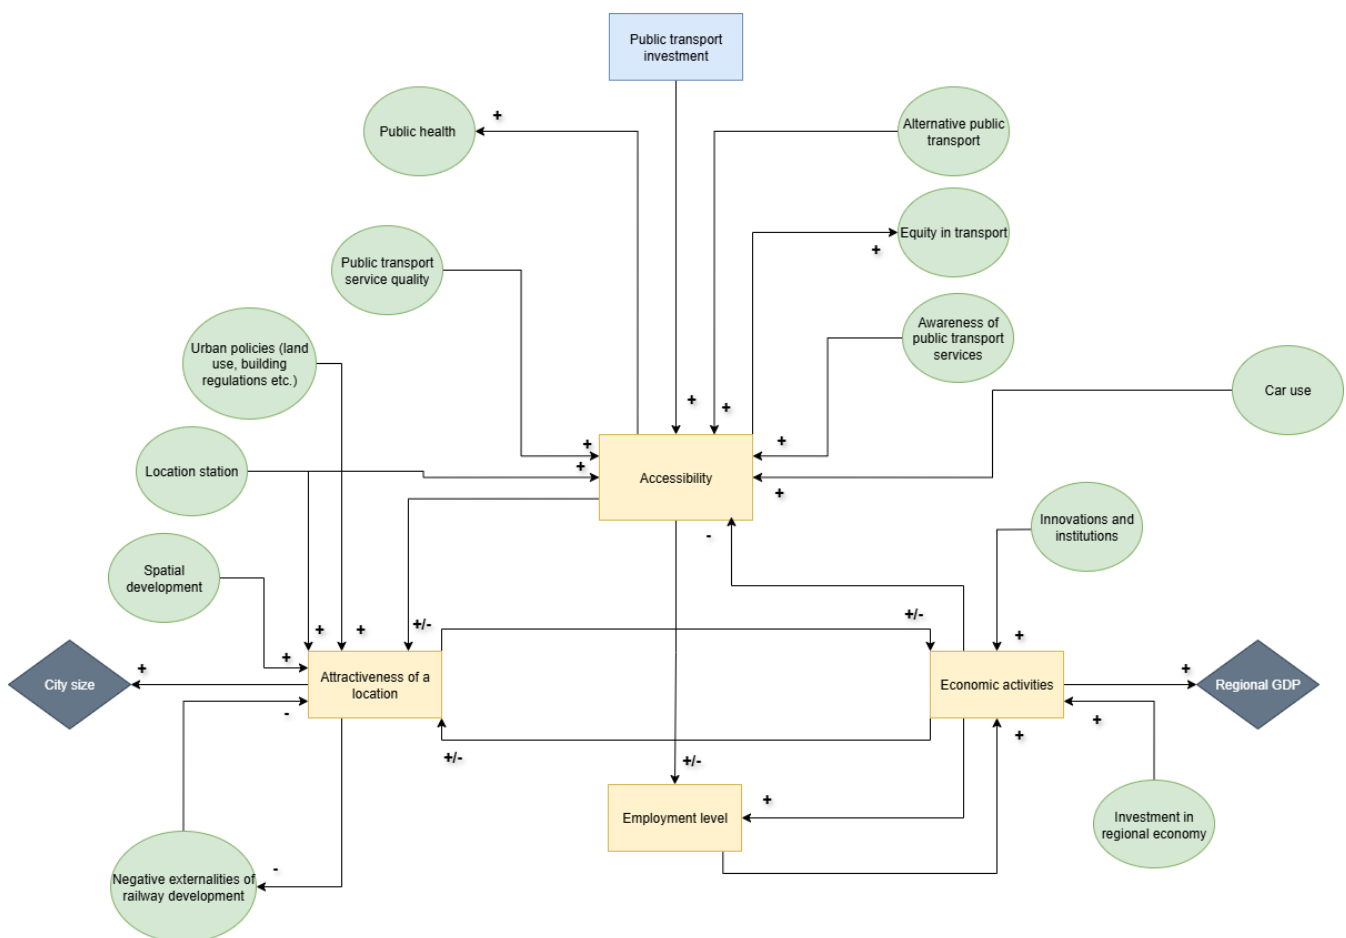 Public transport
investment
+
Public health
Alternative public
transport
Equity in transport
+
Public transport
service quality
Awareness of
public transport
services
Urban policies (land
use, building
regulations etc.)
Car use
+
+
+
+
Location station
+
Accessibility
+
Innovations and
institutions
-
Spatial
development
+
+
+/-
+/-
+
+
+
City size
Attractiveness of a
location
Economic activities
+
Regional GDP
-
+
+
+/-
+/-
+
Employment level
Investment in
regional economy
-
Negative externalities of
railway development